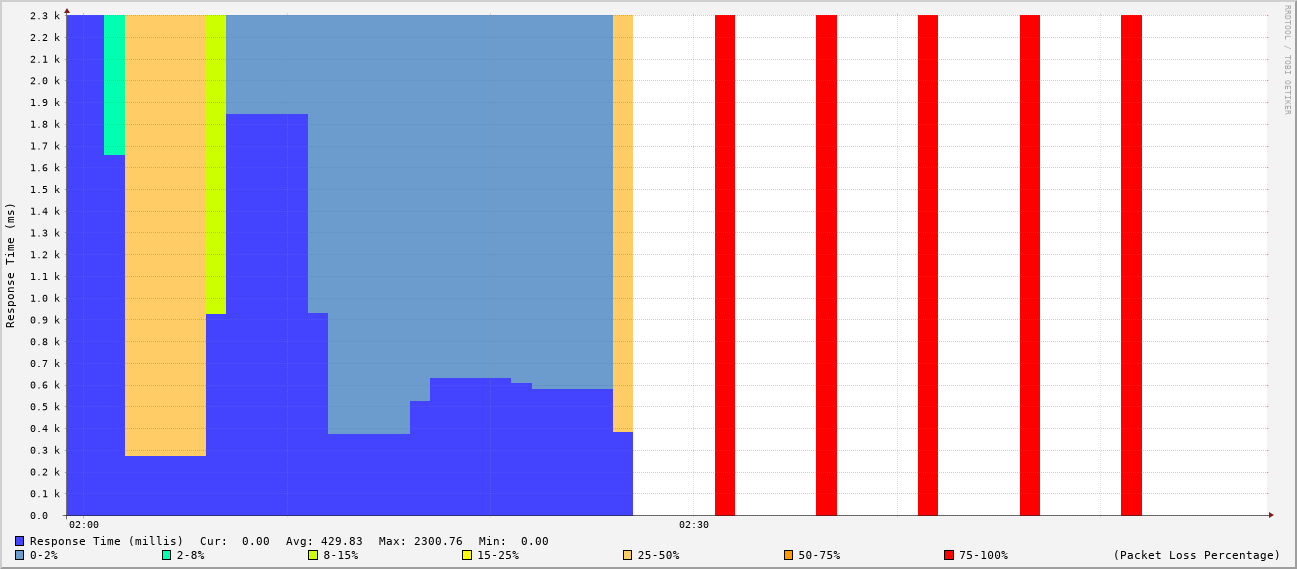 RRDTOOL / TOBI OETIKER
Response Time (ms)
2.3 k
2.2 k
2.1 k
2.0 k
1.9 k
1.8 k
1.7 k
1.6 k
1.5 k
1.4 k
1.3 k
1.2 k
1.1 k
1.0 k
0.9 k
0.8 k
0.7 k
0.6 k
0.5 k
0.4 k
0.3 k
0.2 k
0.1 k
0.0
02:00 02:30
Response Time (millis) Cur: 0.00 Avg: 429.83 Max: 2300.76 Min: 0.00
0-2% 2-8% 8-15% 15-25% 25-50% 50-75% 75-100% (Packet Loss Percentage)